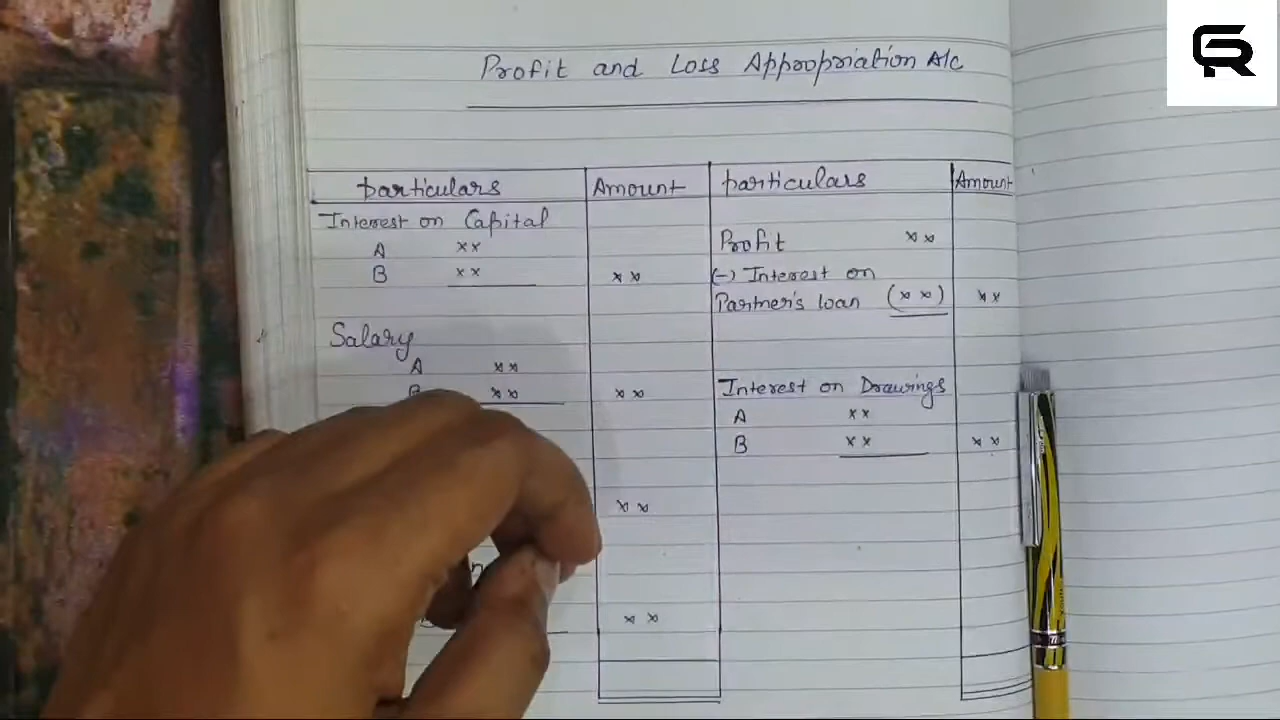 Profit and Loss Appropriation A/c
Particulars Amount Particulars Amount
Interest on Capital
A xx
B xx xx
Salary
A xx
B xx xx
xx
xx
Profit xx
(-) Interest on
Partner's loan (xx) xx
Interest on Drawings
A xx
B xx xx
GR